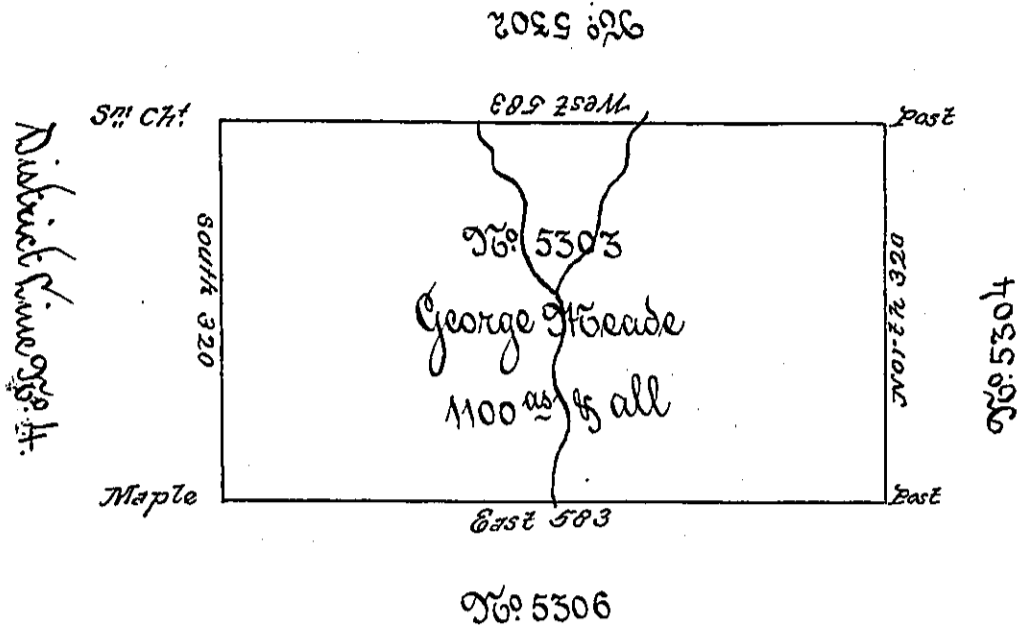 No. 5302
West 583
Sm Cht
Post
District Line No. 4.
South 320
No. 5303
George Meade
1100 as & all
North 320
No. 5304
Maple
East 583
Post
No. 5306